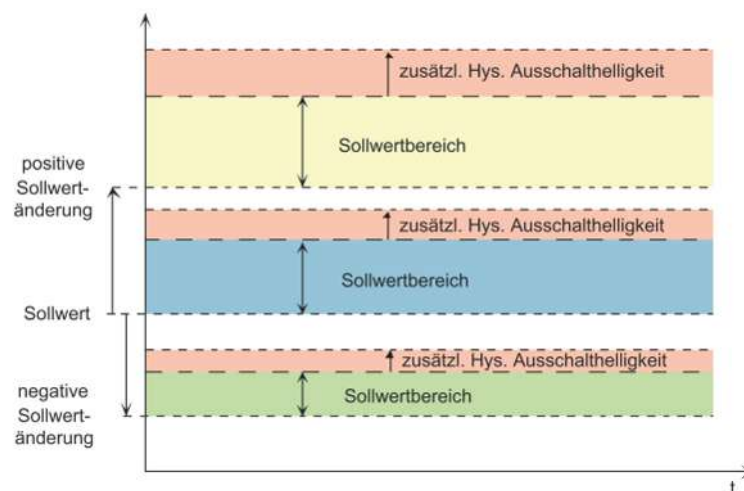 zusätzl. Hys. Ausschalthelligkeit
Sollwertbereich
positive
Sollwert-
änderung
zusätzl. Hys. Ausschalthelligkeit
Sollwertbereich
Sollwert
zusätzl. Hys. Ausschalthelligkeit
Sollwertbereich
negative
Sollwert-
änderung
t